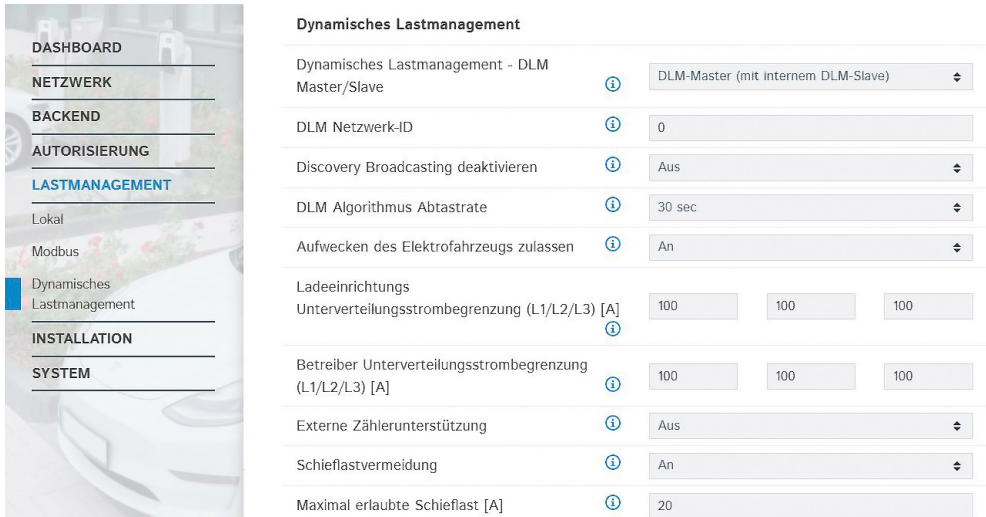 DASHBOARD
NETZWERK
BACKEND
AUTORISIERUNG
LASTMANAGEMENT
Lokal
Modbus
Dynamisches
Lastmanagement
INSTALLATION
SYSTEM
Dynamisches Lastmanagement
Dynamisches Lastmanagement - DLM
Master/Slave
DLM-Master (mit internem DLM-Slave)
DLM Netzwerk-ID
0
Discovery Broadcasting deaktivieren
Aus
DLM Algorithmus Abtastrate
30 sec
Aufwecken des Elektrofahrzeugs zulassen
An
Ladeeinrichtungs
Unterverteilungsstrombegrenzung (L1/L2/L3) [A]
100 100 100
Betreiber Unterverteilungsstrombegrenzung
(L1/L2/L3) [A]
100 100 100
Externe Zählerunterstützung
Aus
Schieflastvermeidung
An
Maximal erlaubte Schieflast [A]
20